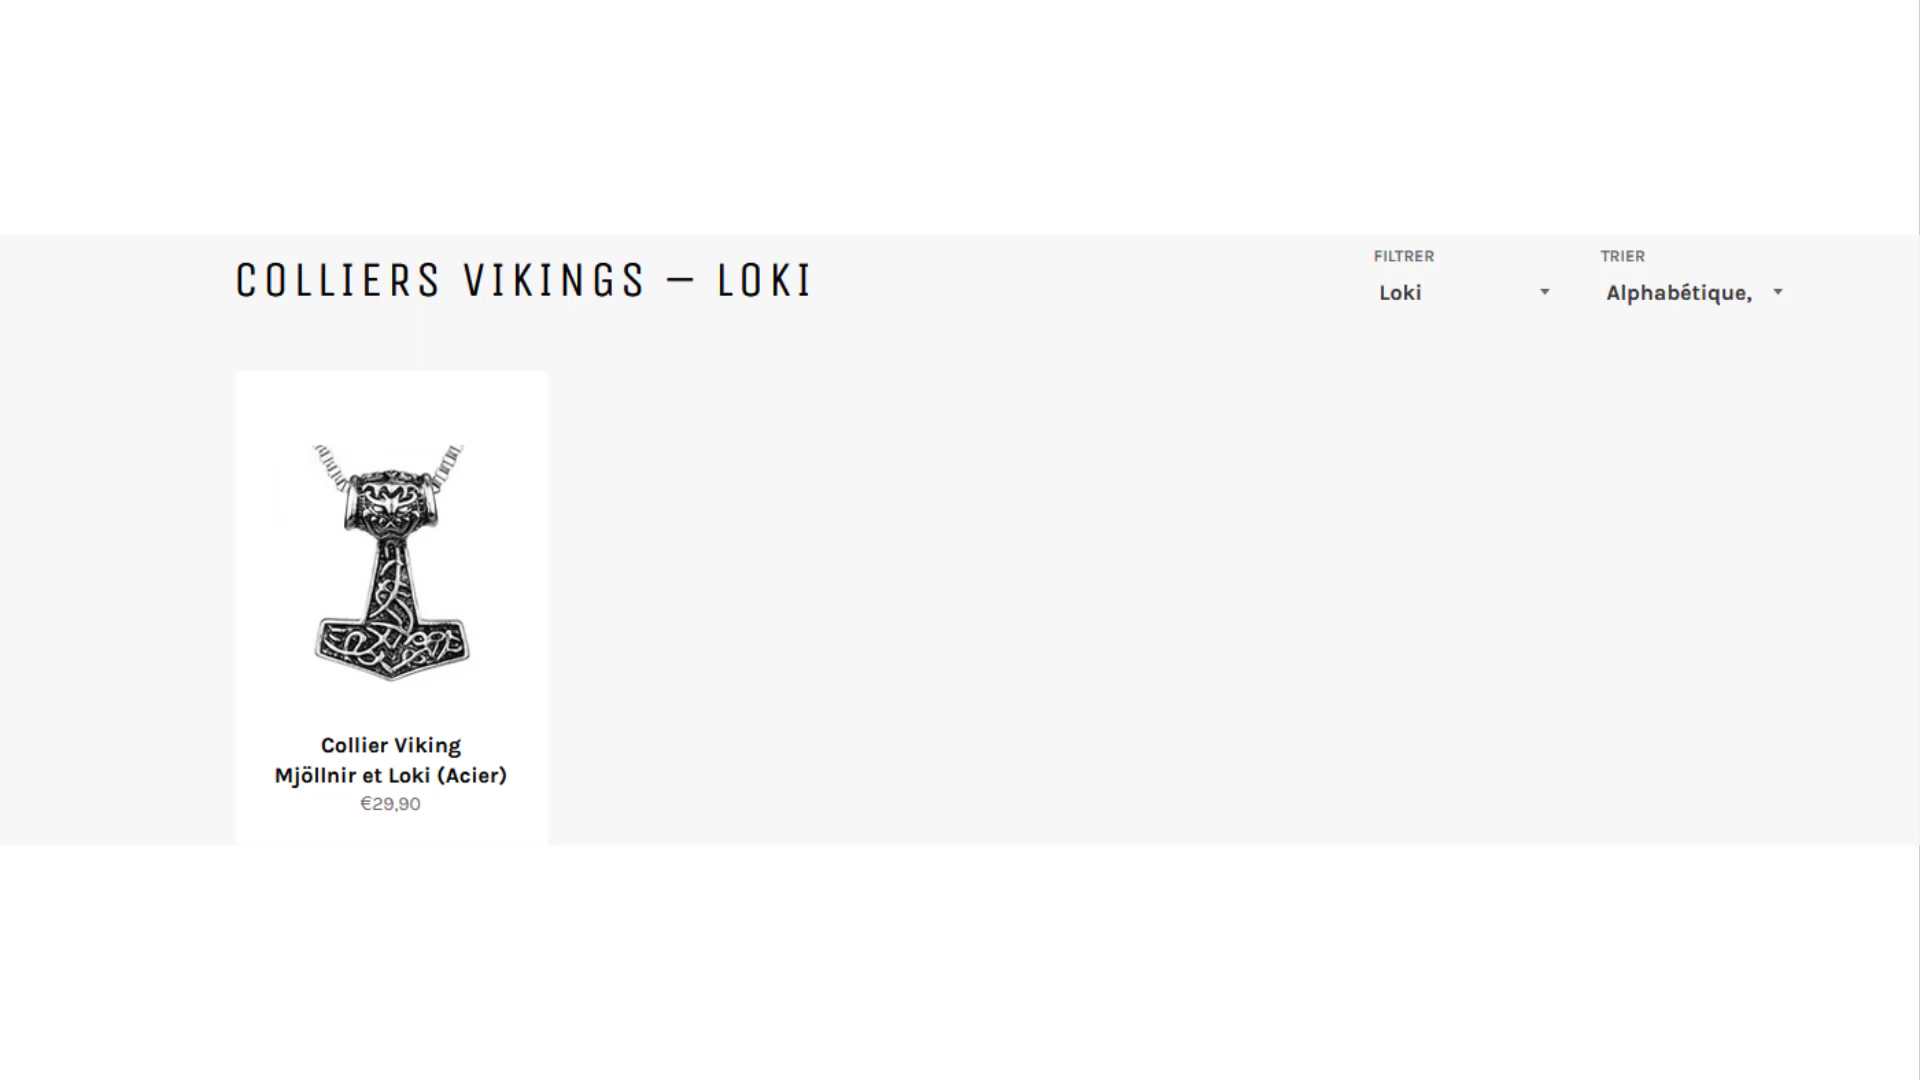 COLLIERS VIKINGS — LOKI
FILTRER
Loki
TRIER
Alphabétique,
Collier Viking
Mjöllnir et Loki (Acier)
€29,90